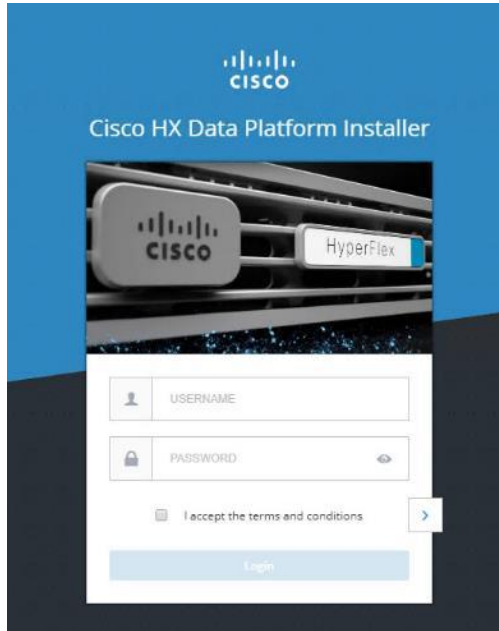 CISCO
Cisco HX Data Platform Installer
CISCO
HyperFlex
USERNAME
PASSWORD
I accept the terms and conditions
Login